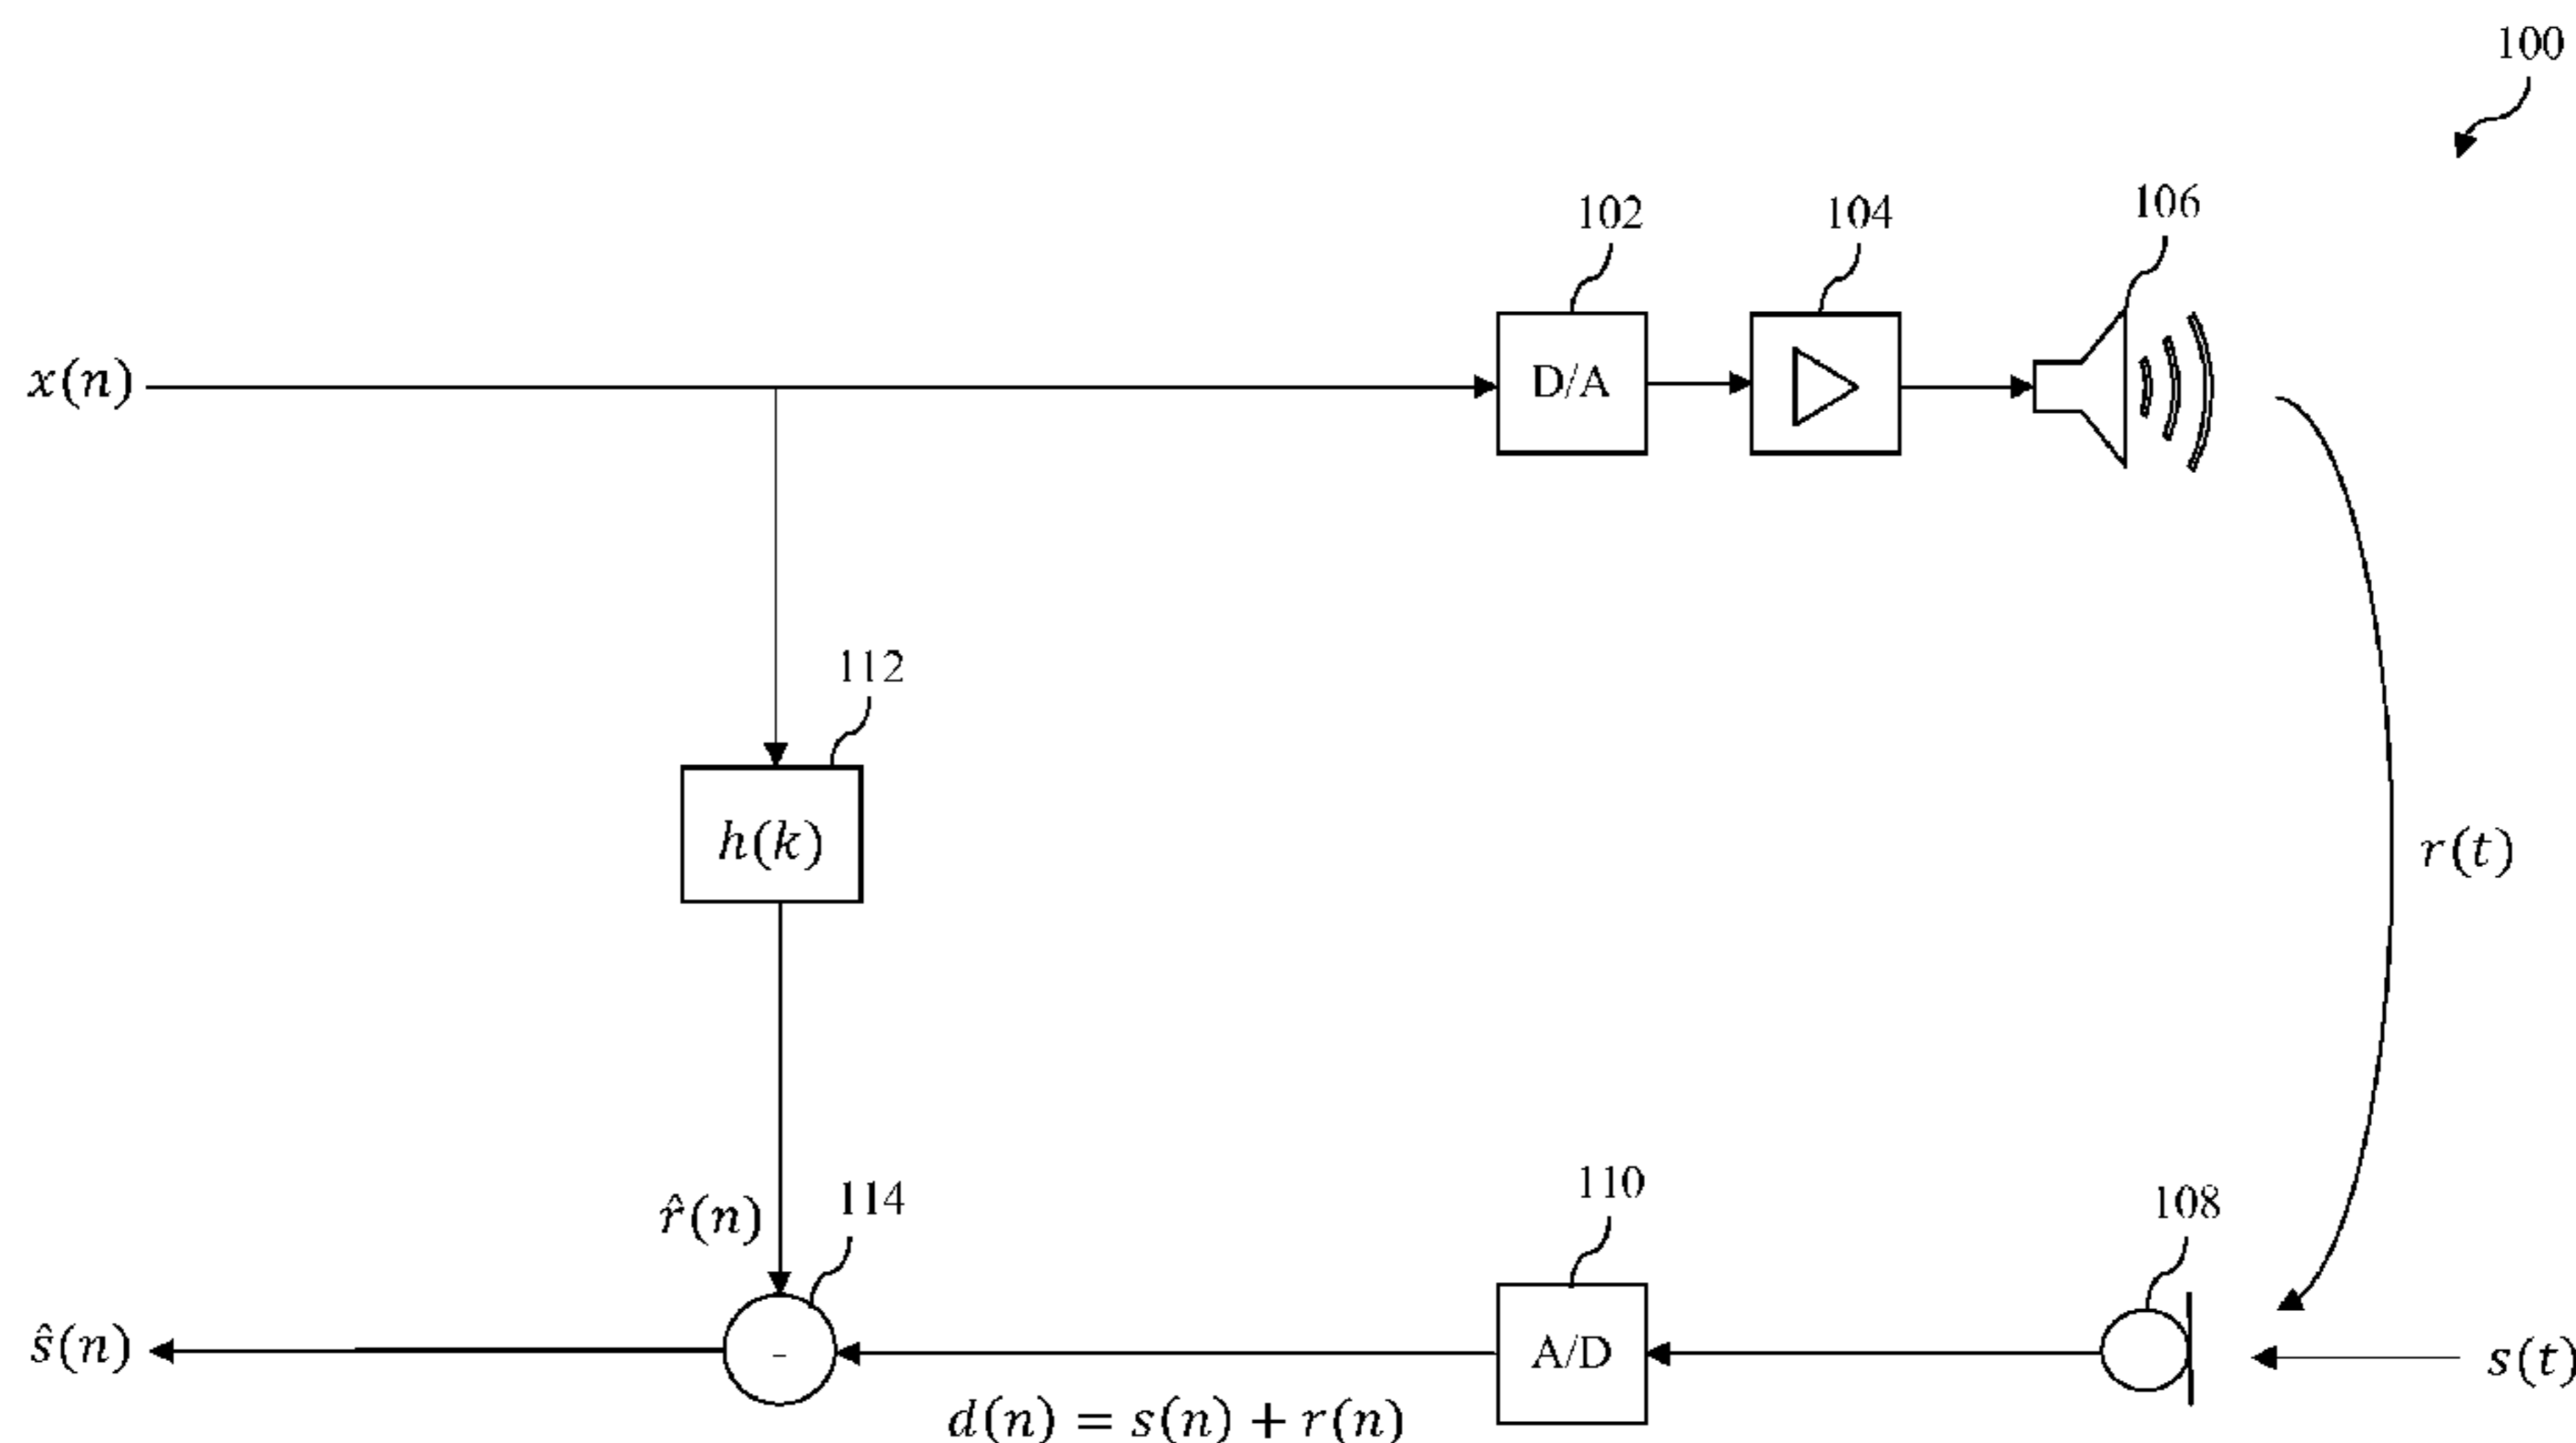 100
102
104
106
x(n)
D/A
112
h(k)
r(t)
r̂(n)
114
110
108
ŝ(n)
-
A/D
s(t)
d(n) = s(n) + r(n)